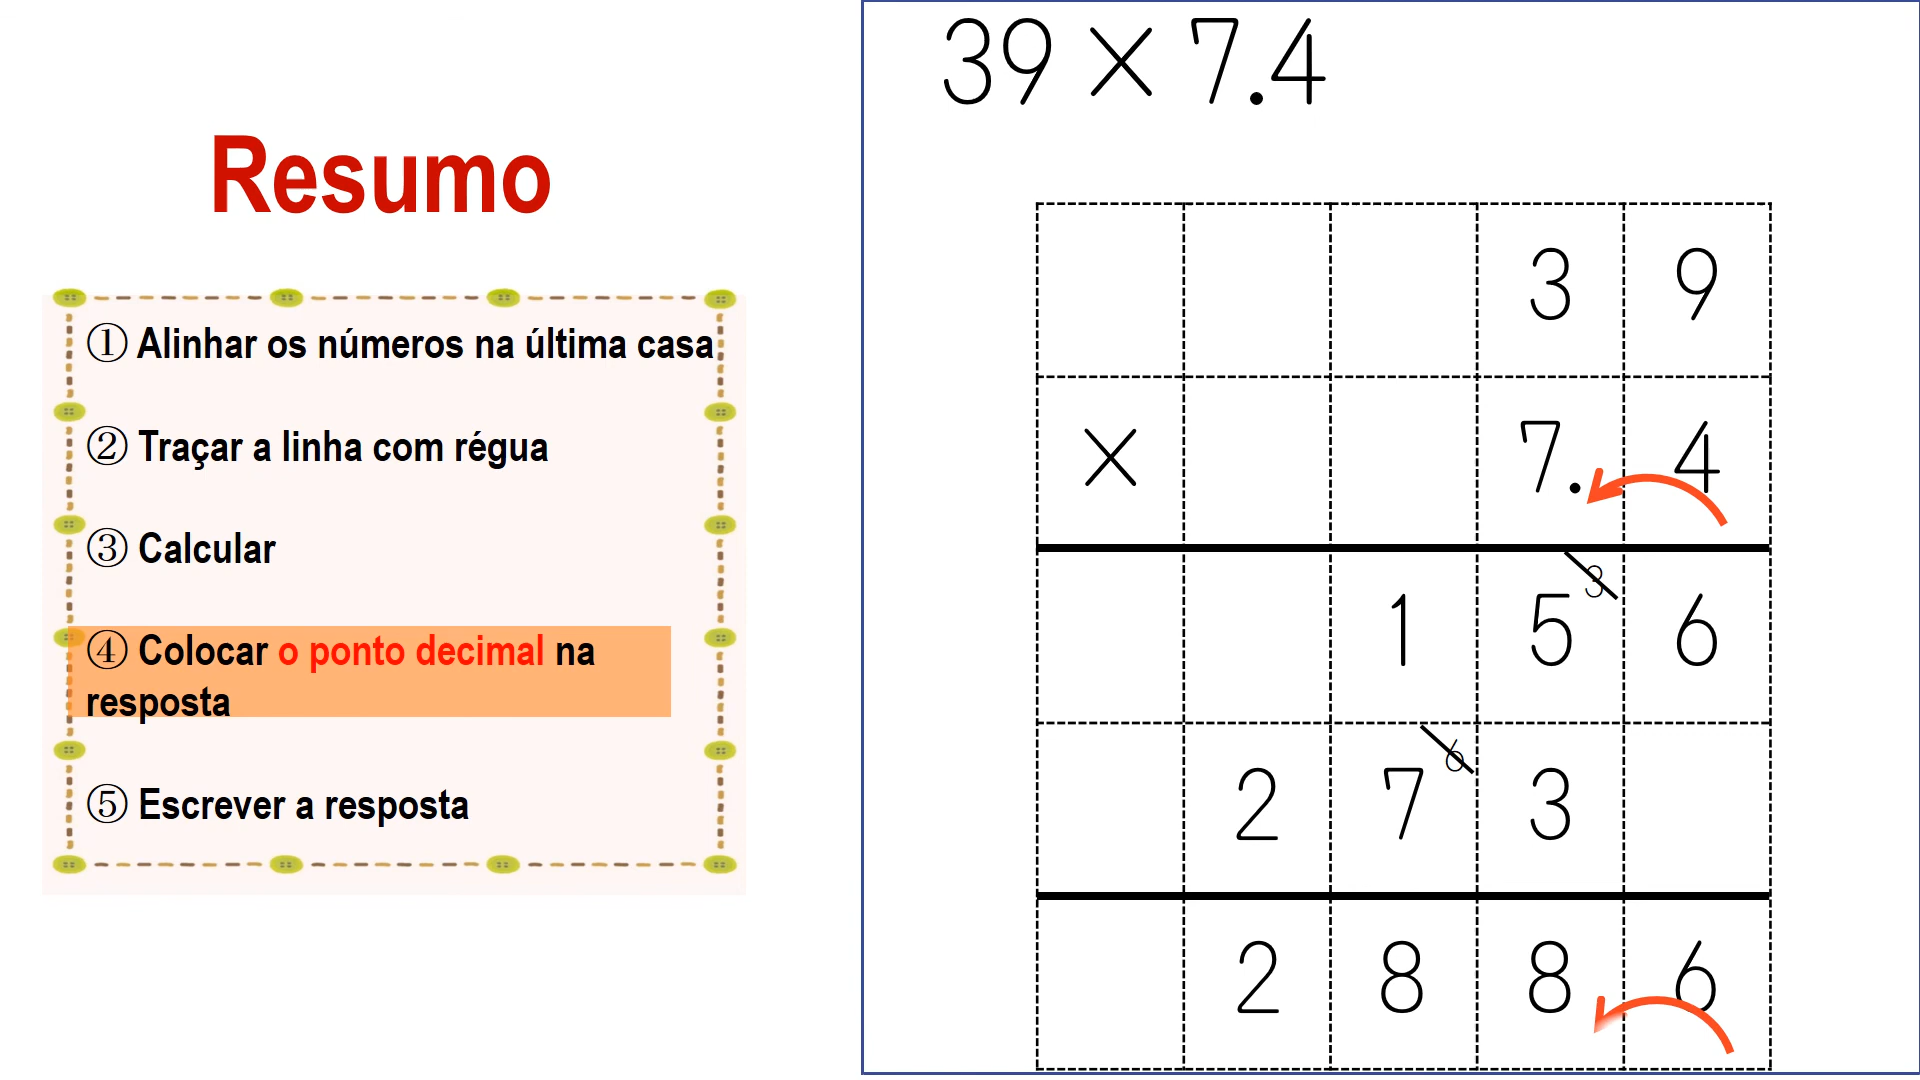 39 × 7.4
Resumo
① Alinhar os números na última casa
② Traçar a linha com régua
③ Calcular
④ Colocar o ponto decimal na
resposta
⑤ Escrever a resposta
3 9
× 7. 4
3
1 5 6
6
2 7 3
2 8 8 6